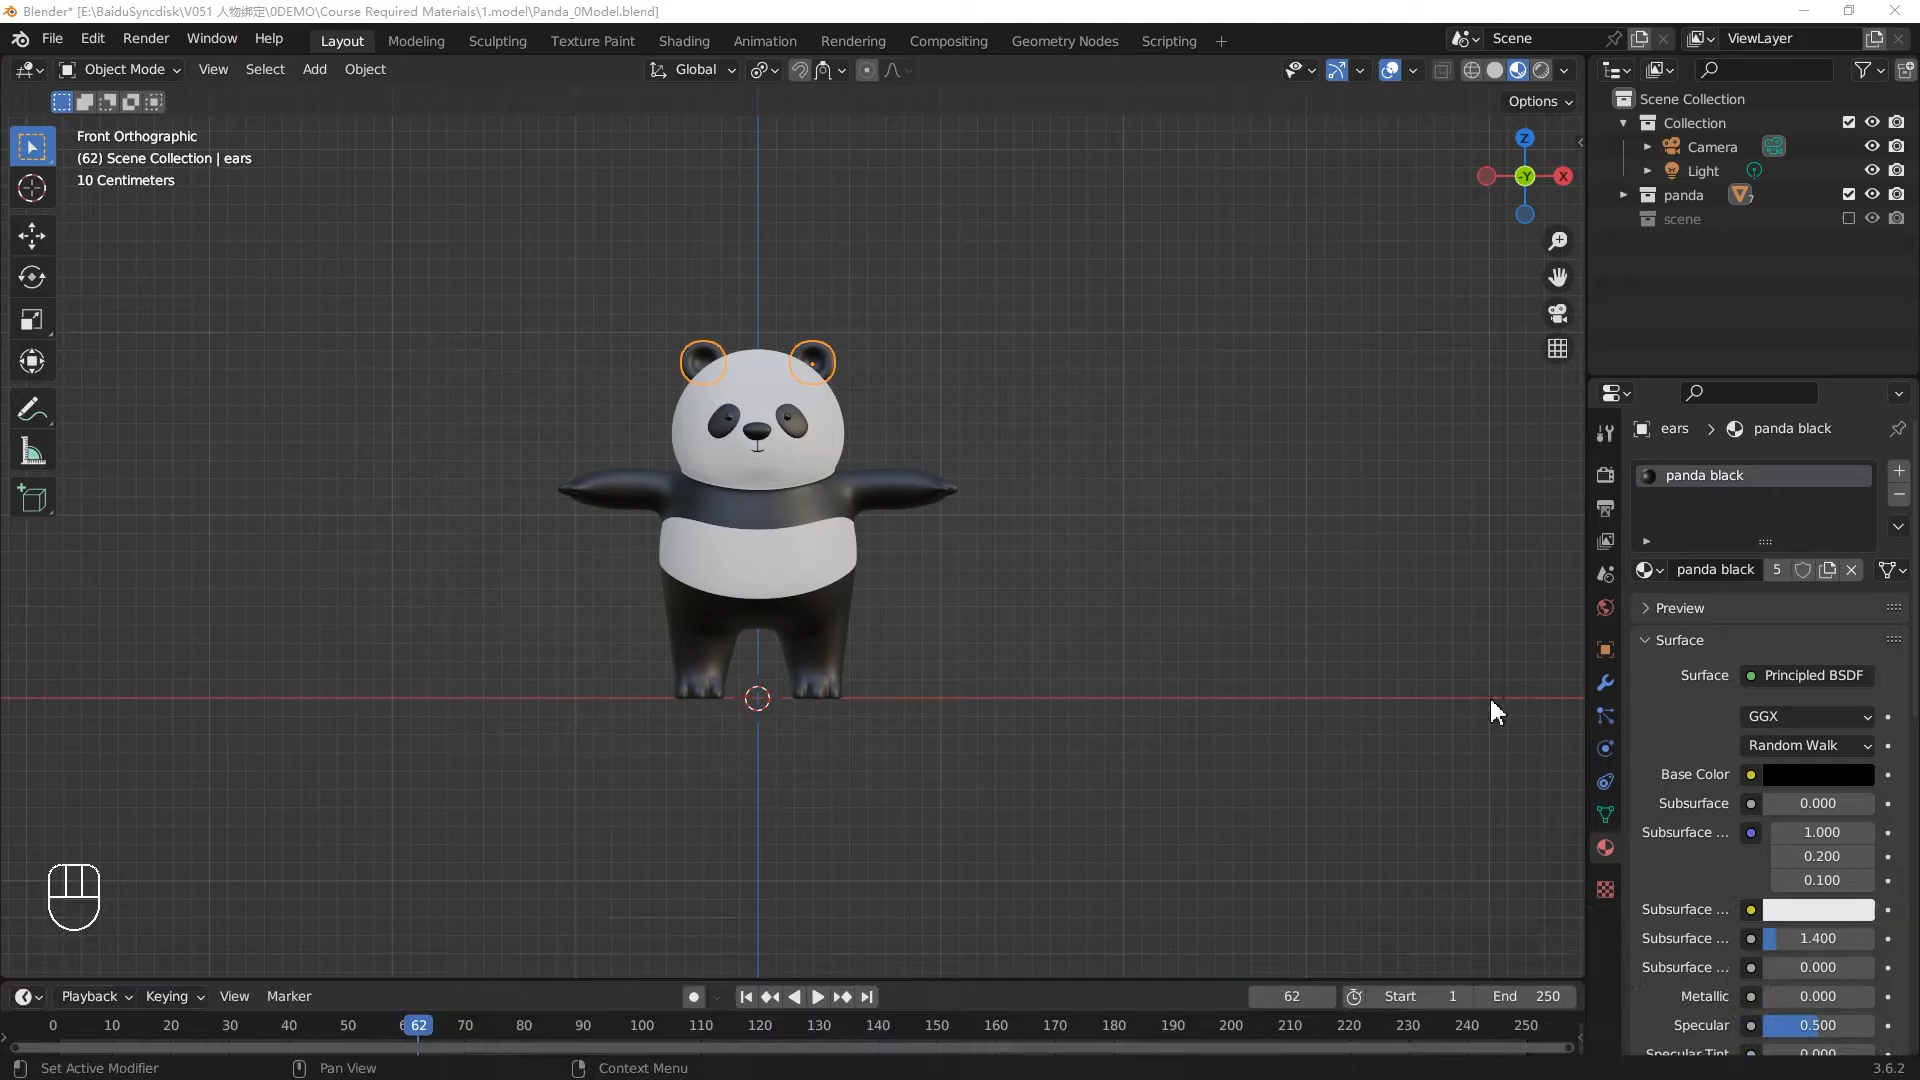 Blender* [E:\BaiduSyncdisk\V051 人物绑定\0DEMO\Course Required Materials\1.model\Panda_0Model.blend]
File Edit Render Window Help Layout Modeling Sculpting Texture Paint Shading Animation Rendering Compositing Geometry Nodes Scripting + Scene ViewLayer
Object Mode View Select Add Object Global
Options
Front Orthographic
(62) Scene Collection | ears
10 Centimeters
Z
-Y
X
Scene Collection
Collection
Camera
Light
panda 7
scene
ears > panda black
panda black
panda black 5
Preview
Surface
Surface Principled BSDF
GGX
Random Walk
Base Color
Subsurface 0.000
Subsurface ... 1.000
0.200
0.100
Subsurface ...
Subsurface ... 1.400
Subsurface ... 0.000
Metallic 0.000
Specular 0.500
Specular Tint 0.000
Playback Keying View Marker 62 Start 1 End 250
0 10 20 30 40 50 62 70 80 90 100 110 120 130 140 150 160 170 180 190 200 210 220 230 240 250
Set Active Modifier Pan View Context Menu 3.6.2